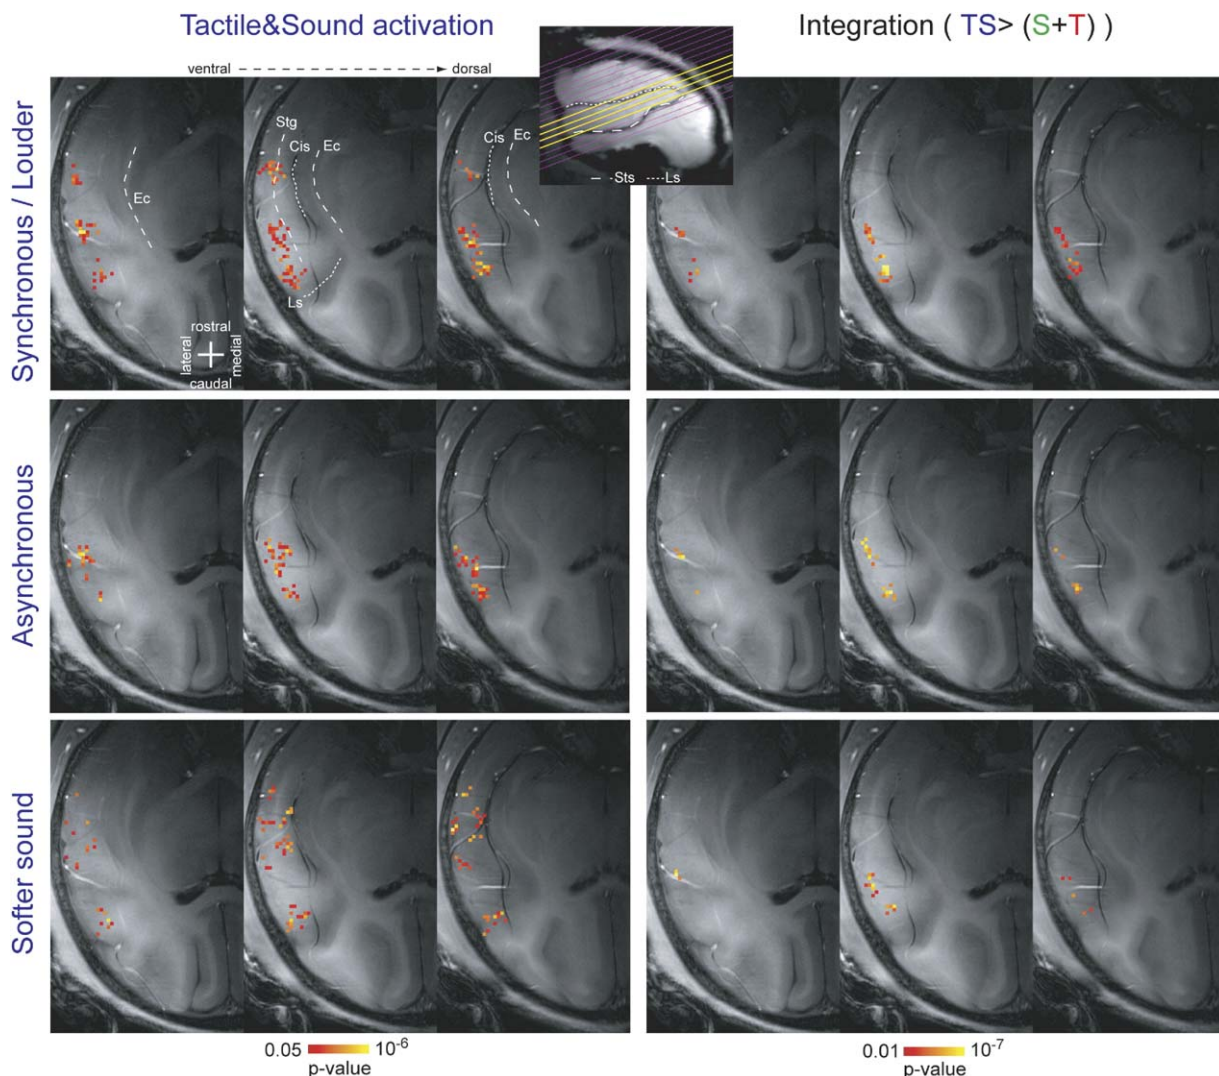 Tactile&Sound activation
Integration ( TS> (S+T) )
ventral
dorsal
Synchronous / Louder
Ec
Stg
Cis
Ec
Ls
Cis
Ec
Sts
Ls
rostral
lateral
medial
caudal
Asynchronous
Softer sound
0.05
10-6
p-value
0.01
10-7
p-value